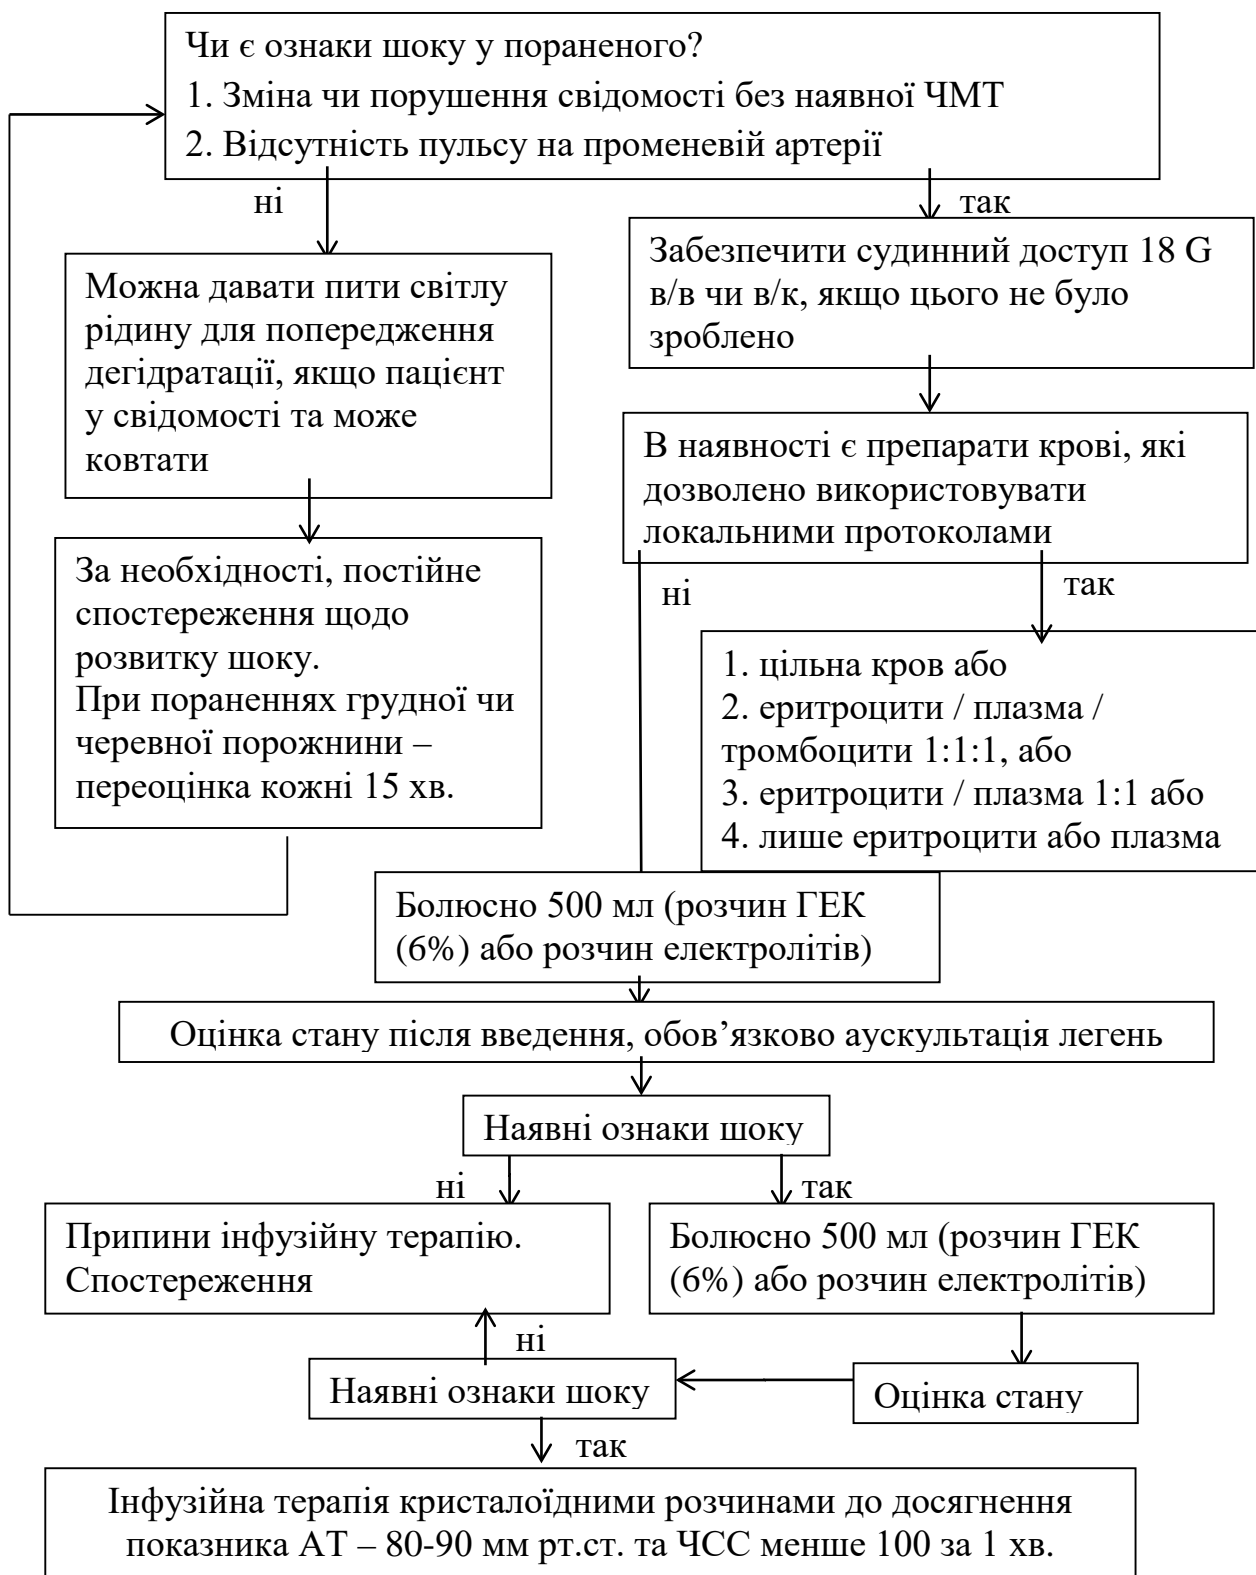 Чи є ознаки шоку у пораненого?
1. Зміна чи порушення свідомості без наявної ЧМТ
2. Відсутність пульсу на променевій артерії
ні
так
Можна давати пити світлу
рідину для попередження
дегідратації, якщо пацієнт
у свідомості та може
ковтати
Забезпечити судинний доступ 18 G
в/в чи в/к, якщо цього не було
зроблено
В наявності є препарати крові, які
дозволено використовувати
локальними протоколами
За необхідності, постійне
спостереження щодо
розвитку шоку.
При пораненнях грудної чи
черевної порожнини –
переоцінка кожні 15 хв.
ні
так
1. цільна кров або
2. еритроцити / плазма /
тромбоцити 1:1:1, або
3. еритроцити / плазма 1:1 або
4. лише еритроцити або плазма
Болюсно 500 мл (розчин ГЕК
(6%) або розчин електролітів)
Оцінка стану після введення, обов’язково аускультація легень
Наявні ознаки шоку
ні
так
Припини інфузійну терапію.
Спостереження
Болюсно 500 мл (розчин ГЕК
(6%) або розчин електролітів)
ні
Наявні ознаки шоку
Оцінка стану
так
Інфузійна терапія кристалоїдними розчинами до досягнення
показника АТ – 80-90 мм рт.ст. та ЧСС менше 100 за 1 хв.